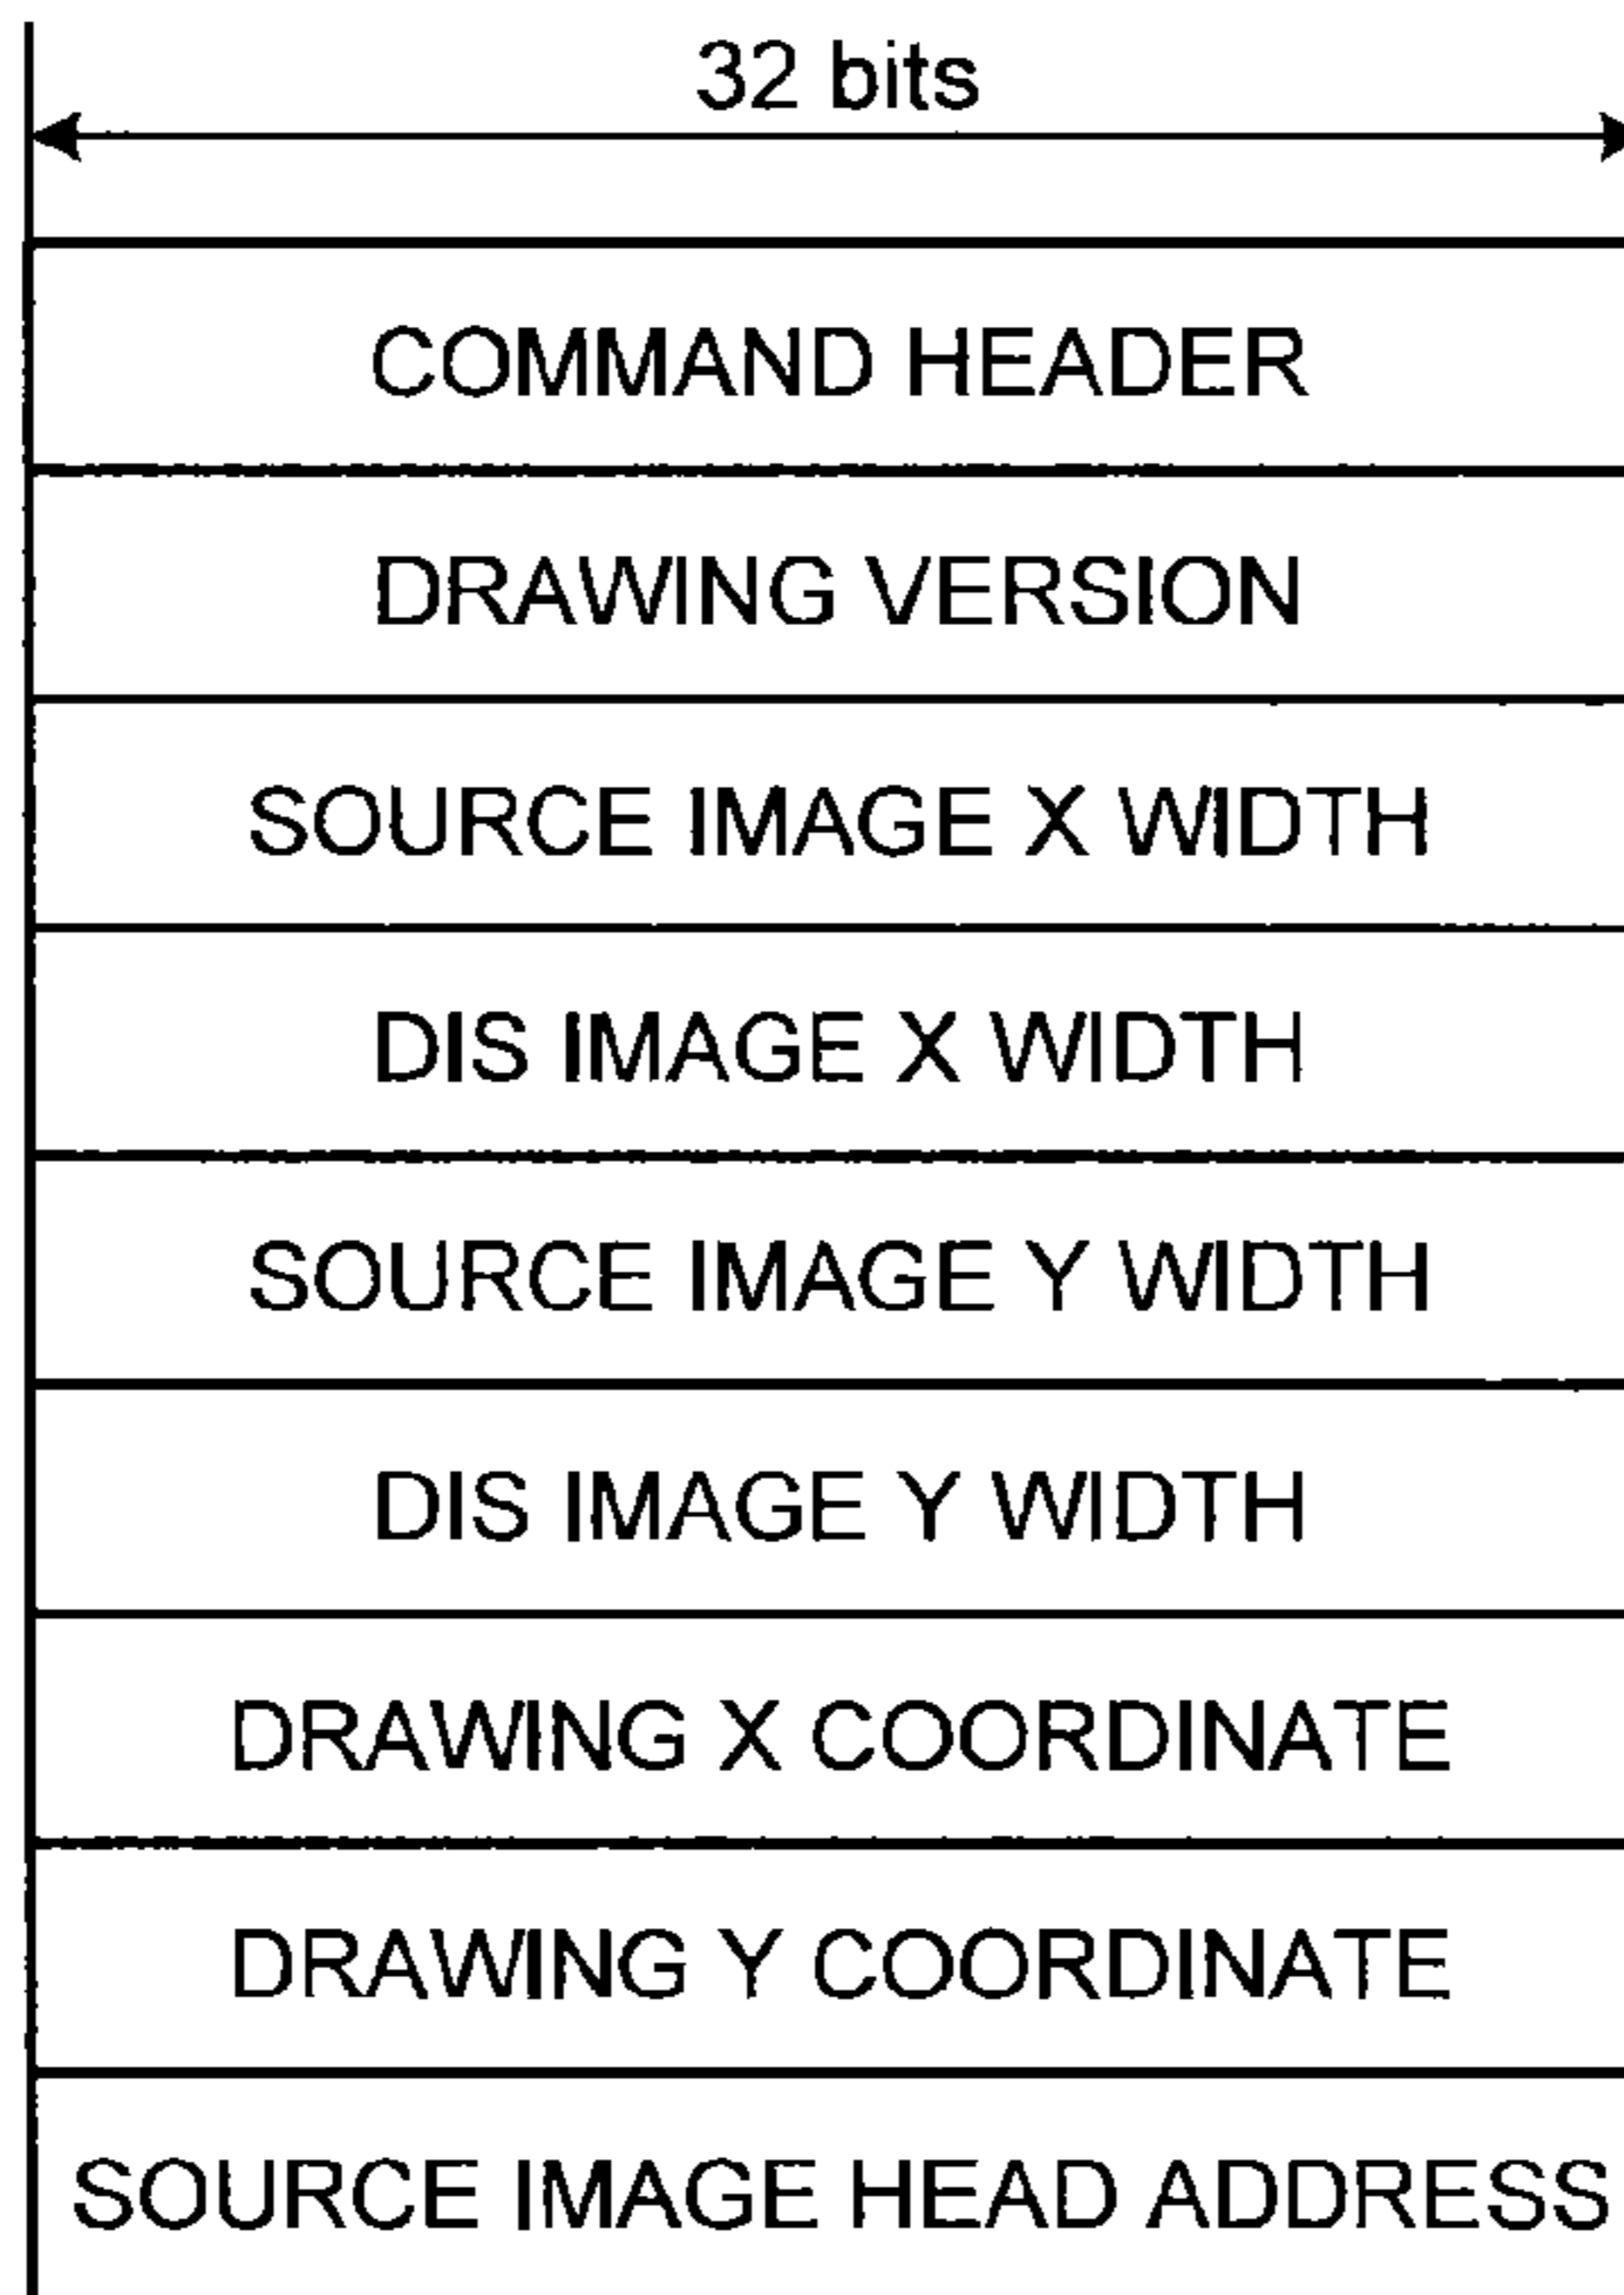 32 bits
COMMAND HEADER
DRAWING VERSION
SOURCE IMAGE X WIDTH
DIS IMAGE X WIDTH
SOURCE IMAGE Y WIDTH
DIS IMAGE Y WIDTH
DRAWING X COORDINATE
DRAWING Y COORDINATE
SOURCE IMAGE HEAD ADDRESS